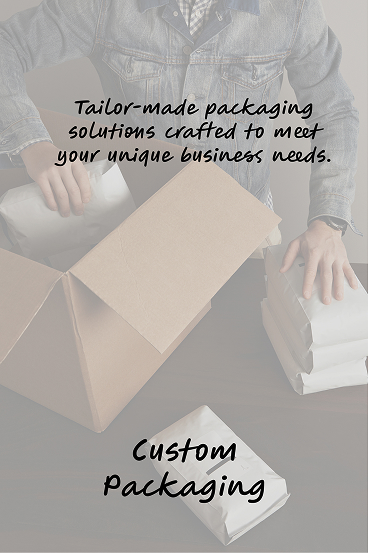 Tailor-made packaging
solutions crafted to meet
your unique business needs.
Custom
Packaging